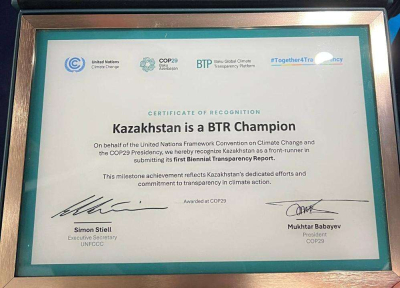 United Nations
Climate Change
COP29
Baku
Azerbaijan
BTP
Baku Global Climate
Transparency Platform
#Together4Transparency
CERTIFICATE OF RECOGNITION
Kazakhstan is a BTR Champion
On behalf of the United Nations Framework Convention on Climate Change and
the COP29 Presidency, we hereby recognize Kazakhstan as a front-runner in
submitting its first Biennial Transparency Report.
This milestone achievement reflects Kazakhstan's dedicated efforts and
commitment to transparency in climate action.
Awarded at COP29
Simon Stiell
Executive Secretary
UNFCCC
Mukhtar Babayev
President
COP29